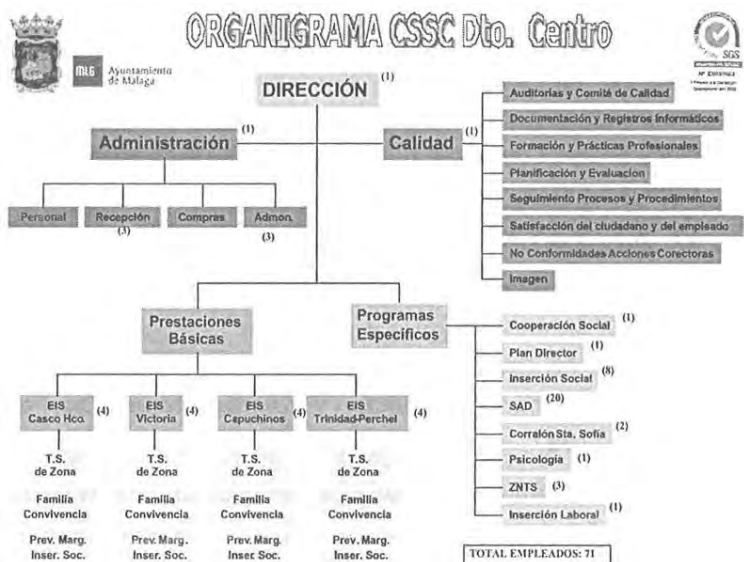 ORGANIGRAMA CSSC Dto. Centro
MLG
Ayuntamiento
de Málaga
SGS
DIRECCIÓN (1)
Administración (1)
Calidad (1)
Personal
Recepción
(3)
Compras
Admon.
(3)
Auditorías y Comité de Calidad
Documentación y Registros Informáticos
Formación y Prácticas Profesionales
Planificación y Evaluación
Seguimiento Procesos y Procedimientos
Satisfacción del ciudadano y del empleado
No Conformidades Acciones Corectoras
Imagen
Prestaciones
Básicas
Programas
Específicos
EIS
Casco Hco. (4)
EIS
Victoria (4)
EIS
Capuchinos (4)
EIS
Trinidad-Perchel (4)
T.S.
de Zona
Familia
Convivencia
Prev. Marg.
Inser. Soc.
T.S.
de Zona
Familia
Convivencia
Prev. Marg.
Inser. Soc.
T.S.
de Zona
Familia
Convivencia
Prev. Marg.
Inser. Soc.
T.S.
de Zona
Familia
Convivencia
Prev. Marg.
Inser. Soc.
Cooperación Social (1)
Plan Director (1)
Inserción Social (8)
SAD (20)
Corralón Sta. Sofía (2)
Psicología (1)
ZNTS (3)
Inserción Laboral (1)
TOTAL EMPLEADOS: 71